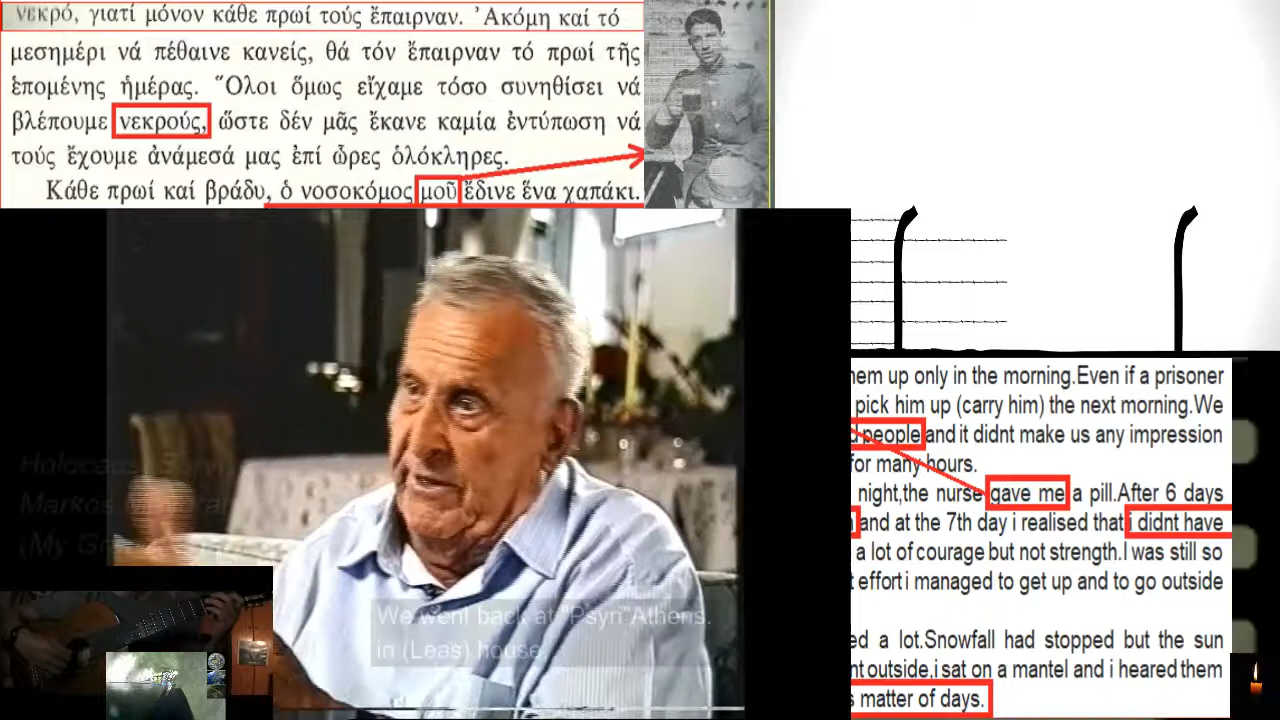 νεκρό, γιατί μόνον κάθε πρωί τούς ἔπαιρναν. Ἀκόμη καί τό
μεσημέρι νά πέθαινε κανείς, θά τόν ἔπαιρναν τό πρωί τῆς
ἑπομένης ἡμέρας. Ὅλοι ὅμως εἴχαμε τόσο συνηθίσει νά
βλέπουμε νεκρούς, ὥστε δέν μᾶς ἔκανε καμία ἐντύπωση νά
τούς ἔχουμε ἀνάμεσά μας ἐπί ὧρες ὁλόκληρες.
Κάθε πρωί καί βράδυ, ὁ νοσοκόμος μοῦ ἔδινε ἕνα χαπάκι.
Markos
(My
We went back at "Psyri"Athens.
in (Leas) house
em up only in the morning.Even if a prisoner
pick him up (carry him) the next morning.We
people and it didnt make us any impression
for many hours.
night,the nurse gave me a pill.After 6 days
and at the 7th day i realised that i didnt have
a lot of courage but not strength.I was still so
effort i managed to get up and to go outside
ed a lot.Snowfall had stopped but the sun
nt outside,i sat on a mantel and i heared them
s matter of days.